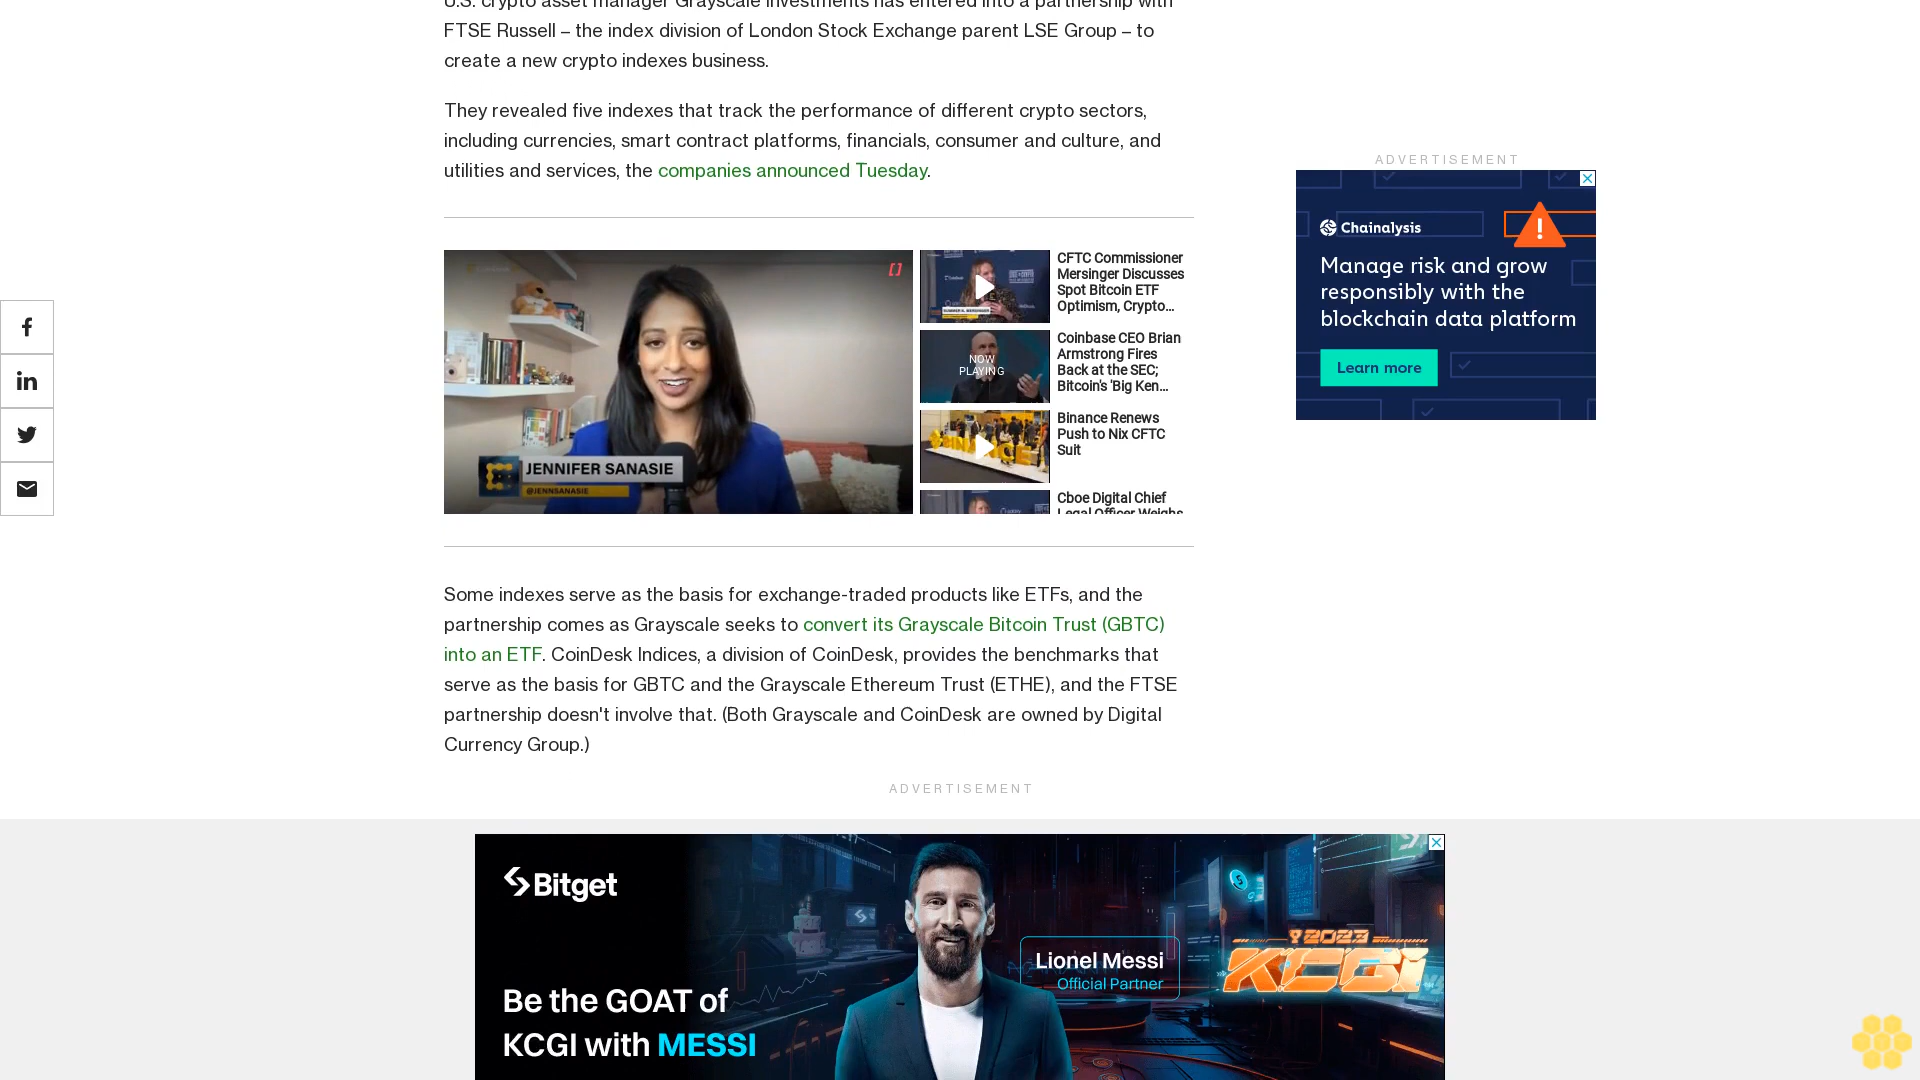 U.S. crypto asset manager Grayscale Investments has entered into a partnership with
FTSE Russell – the index division of London Stock Exchange parent LSE Group – to
create a new crypto indexes business.
They revealed five indexes that track the performance of different crypto sectors,
including currencies, smart contract platforms, financials, consumer and culture, and
utilities and services, the companies announced Tuesday.
JENNIFER SANASIE
@JENNSANASIE
CFTC Commissioner
Mersinger Discusses
Spot Bitcoin ETF
Optimism, Crypto...
NOW
PLAYING
Coinbase CEO Brian
Armstrong Fires
Back at the SEC;
Bitcoin's 'Big Ken...
Binance Renews
Push to Nix CFTC
Suit
Cboe Digital Chief
Legal Officer Weighs
Some indexes serve as the basis for exchange-traded products like ETFs, and the
partnership comes as Grayscale seeks to convert its Grayscale Bitcoin Trust (GBTC)
into an ETF. CoinDesk Indices, a division of CoinDesk, provides the benchmarks that
serve as the basis for GBTC and the Grayscale Ethereum Trust (ETHE), and the FTSE
partnership doesn't involve that. (Both Grayscale and CoinDesk are owned by Digital
Currency Group.)
ADVERTISEMENT
Chainalysis
Manage risk and grow
responsibly with the
blockchain data platform
Learn more
ADVERTISEMENT
Bitget
Be the GOAT of
KCGI with MESSI
Lionel Messi
Official Partner
2023
KCGI